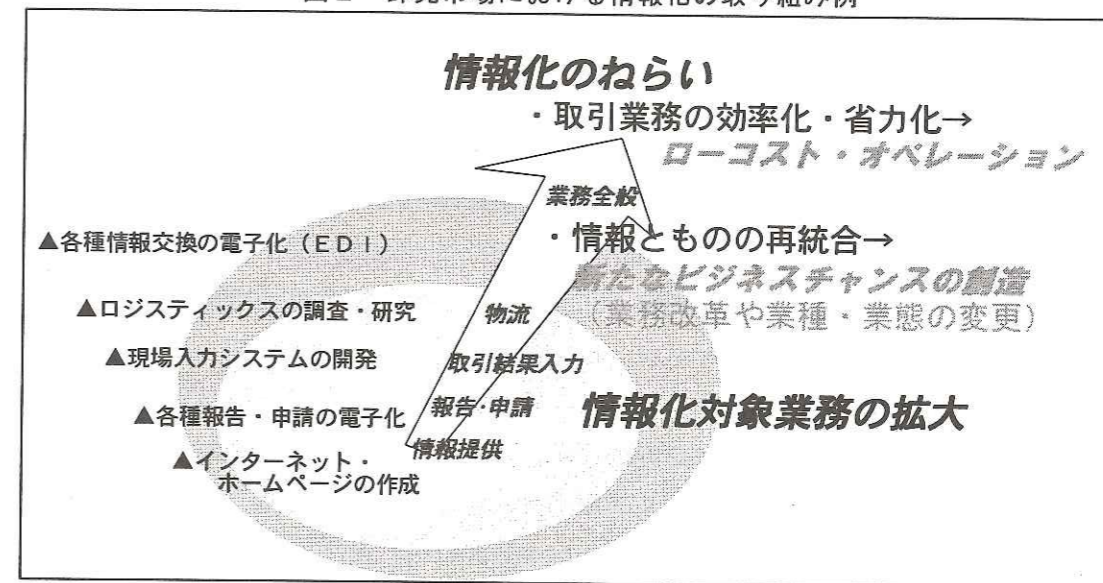 情報化のねらい
・取引業務の効率化・省力化→
ローコスト・オペレーション
業務全般
▲各種情報交換の電子化（ＥＤＩ）
・情報とものの再統合→
新たなビジネスチャンスの創造
（業務改革や業種・業態の変更）
▲ロジスティックスの調査・研究
物流
▲現場入力システムの開発
取引結果入力
▲各種報告・申請の電子化
報告・申請
情報化対象業務の拡大
▲インターネット・
ホームページの作成
情報提供